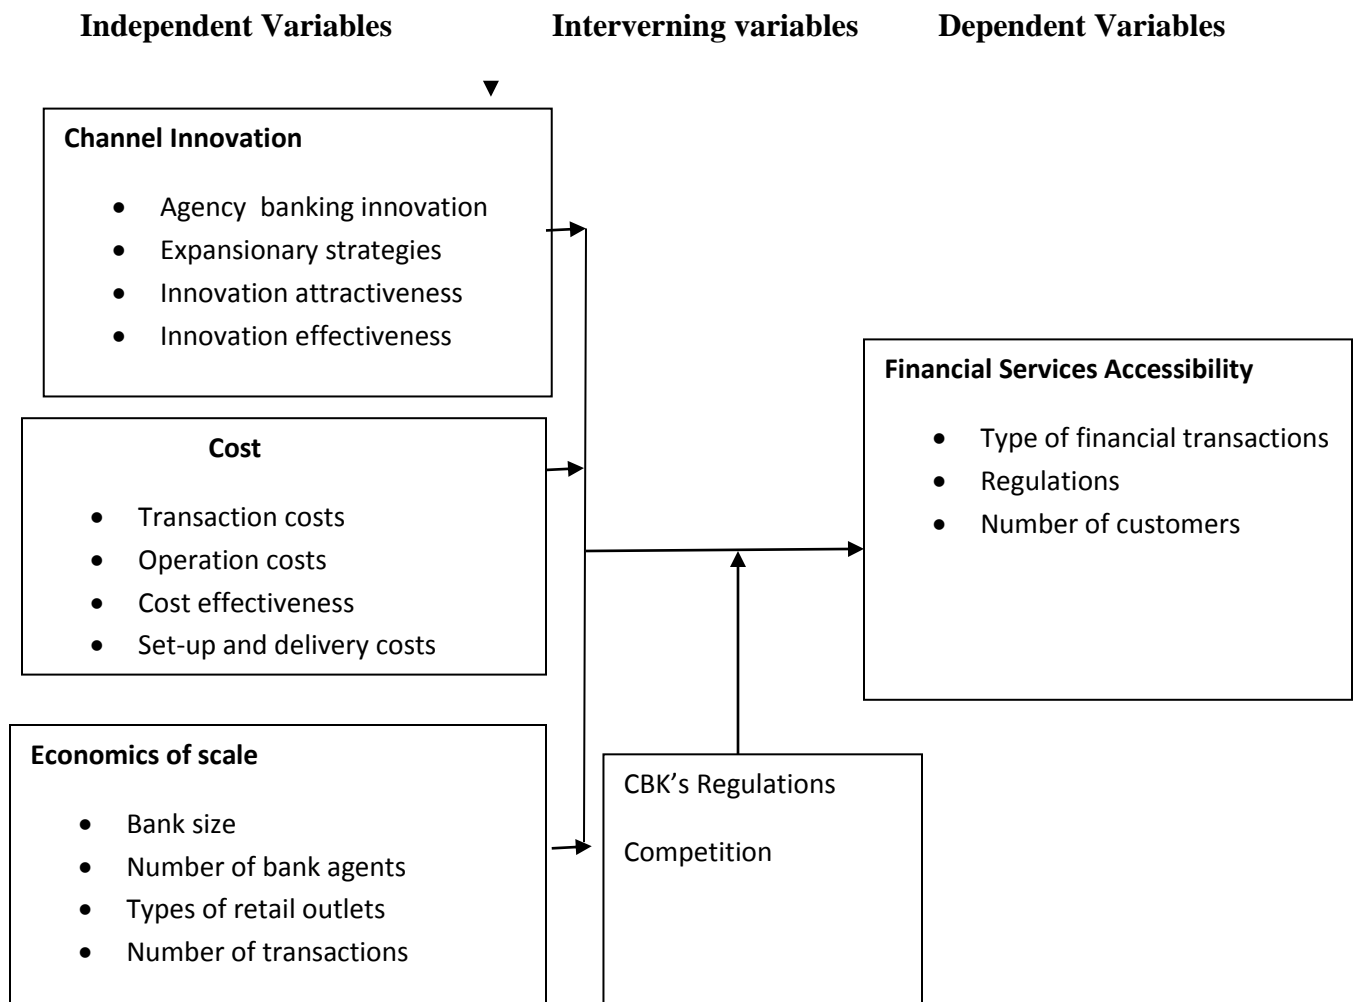 Independent Variables
Interverning variables
Dependent Variables
Channel Innovation
• Agency banking innovation
• Expansionary strategies
• Innovation attractiveness
• Innovation effectiveness
Cost
• Transaction costs
• Operation costs
• Cost effectiveness
• Set-up and delivery costs
Economics of scale
• Bank size
• Number of bank agents
• Types of retail outlets
• Number of transactions
CBK’s Regulations
Competition
Financial Services Accessibility
• Type of financial transactions
• Regulations
• Number of customers